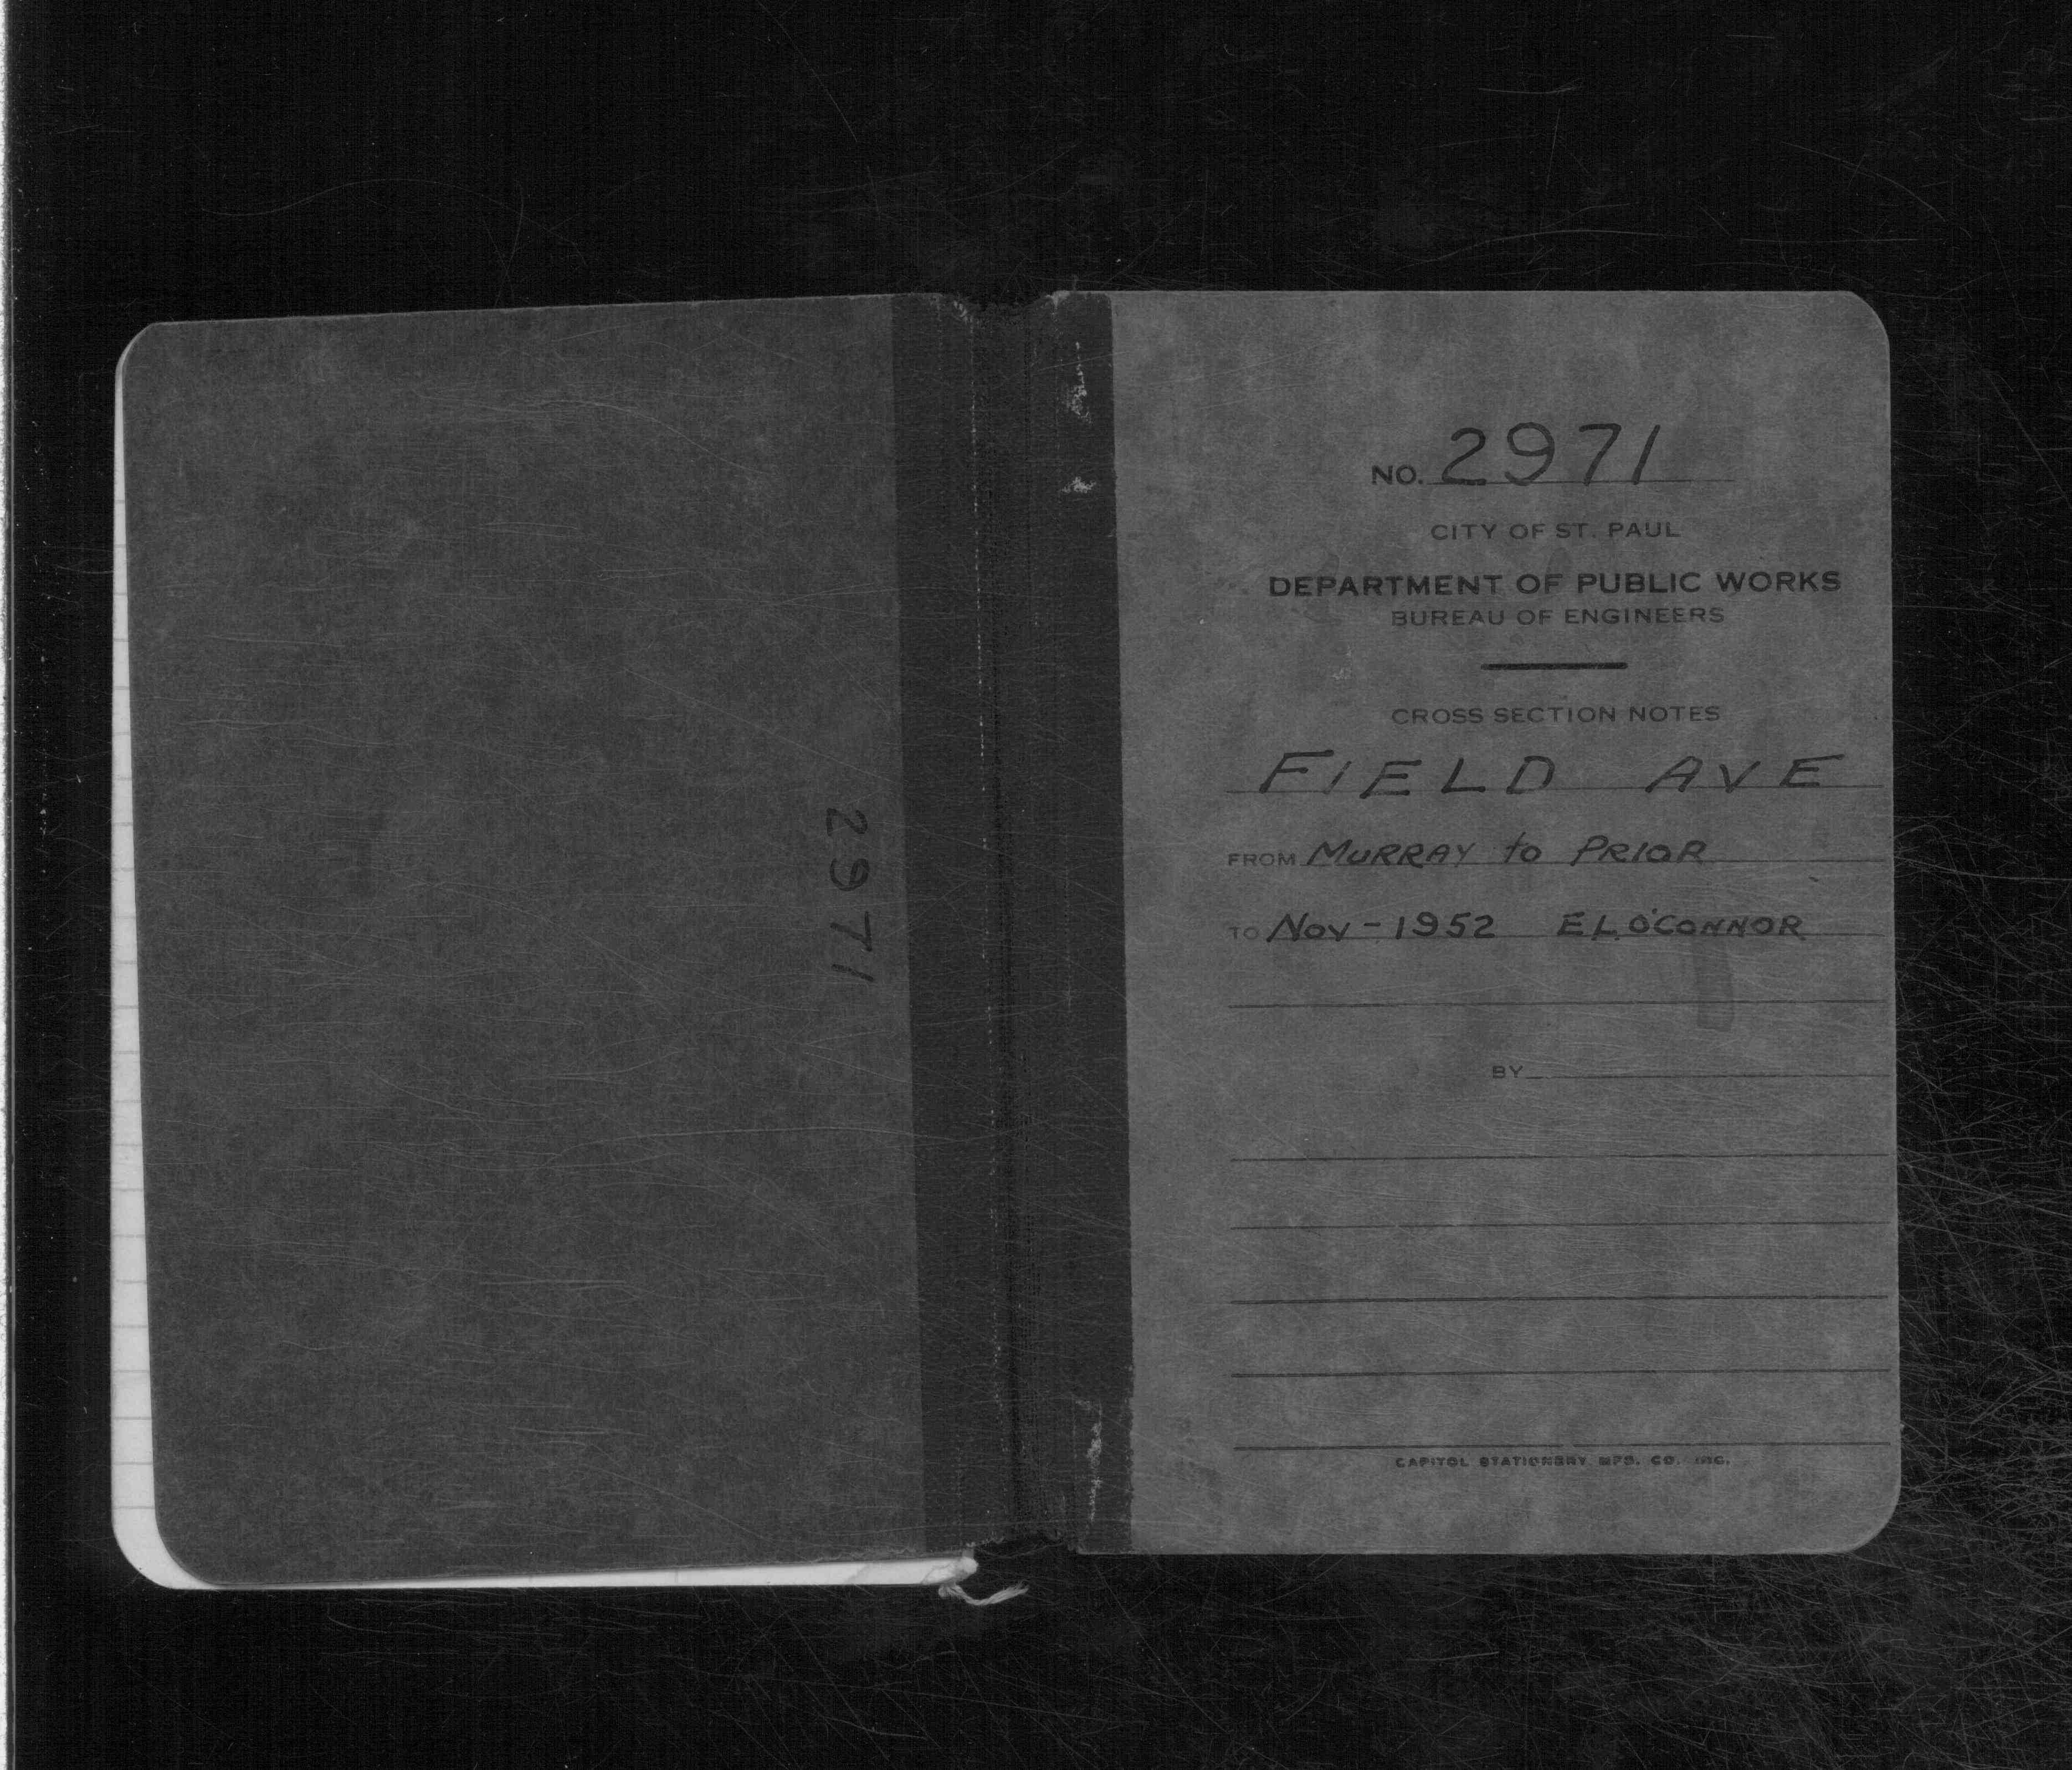 2971
NO. 2971
CITY OF ST. PAUL
DEPARTMENT OF PUBLIC WORKS
BUREAU OF ENGINEERS
CROSS SECTION NOTES
FIELD AVE
FROM MURRAY to PRIOR
TO Nov - 1952 E L O'CONNOR
BY
CAPITOL STATIONERY MFG. CO. INC.